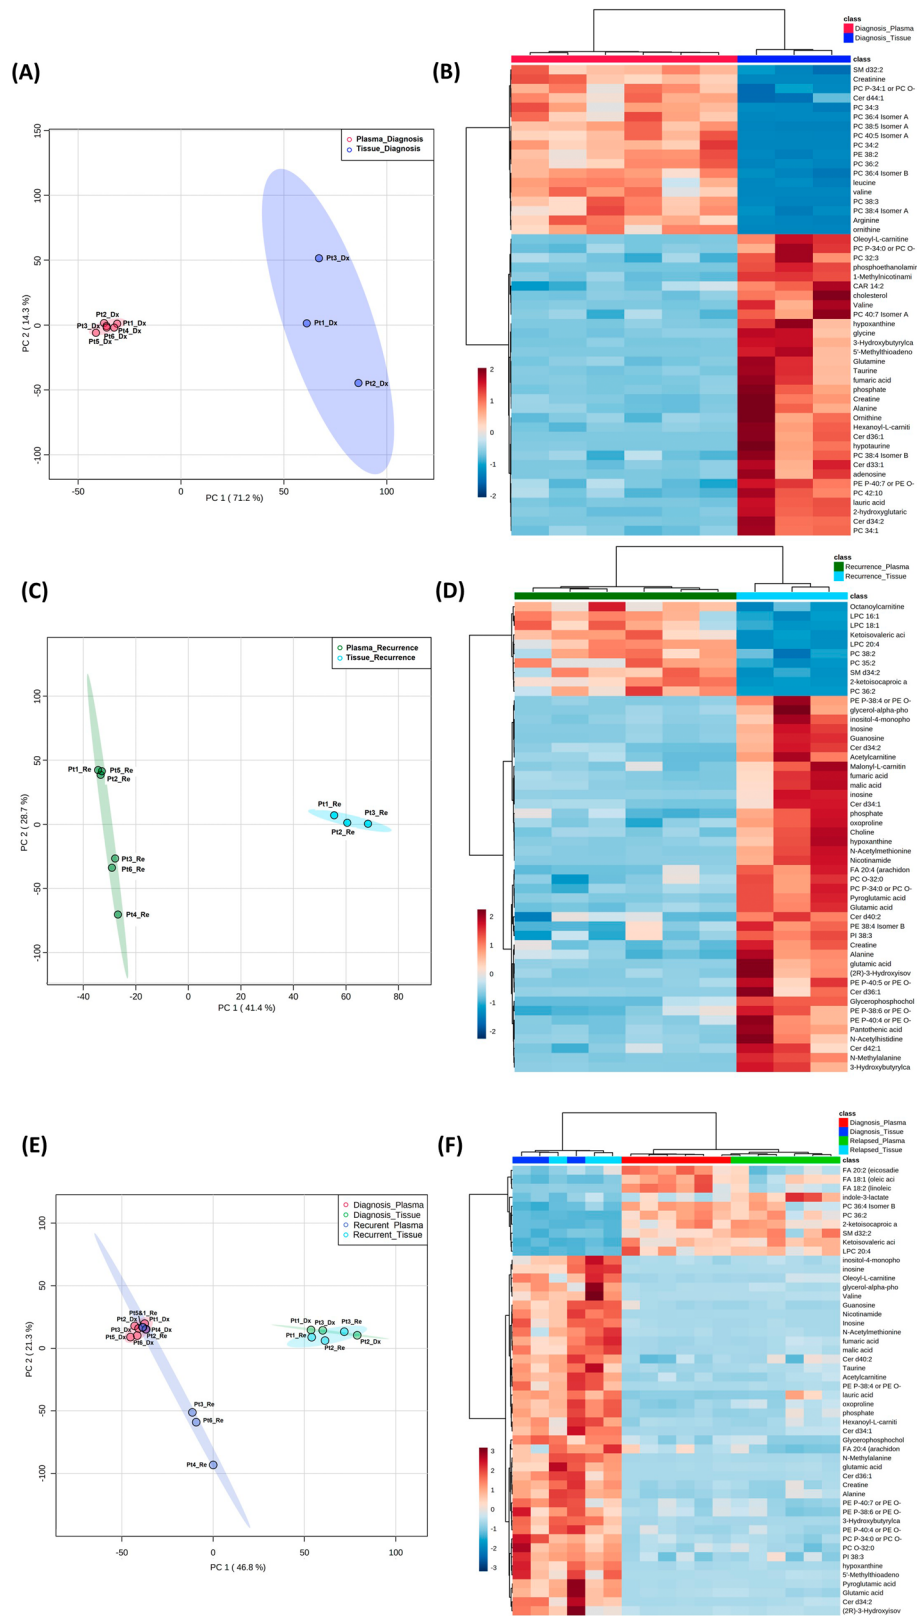 (A)
150
100
50
0
-50
-100
PC 2 ( 14.3 %)
Plasma_Diagnosis
Tissue_Diagnosis
Pt3_Dx
Pt1_Dx
Pt2_Dx
Pt2_Dx
Pt3_Dx
Pt1_Dx
Pt4_Dx
Pt6_Dx
Pt5_Dx
-50
0
50
100
PC 1 ( 71.2 %)
(B)
class
Diagnosis_Plasma
Diagnosis_Tissue
class
SM d32:2
Creatinine
PC P-34:1 or PC O-
Cer d44:1
PC 34:3
PC 36:4 Isomer A
PC 38:5 Isomer A
PC 40:5 Isomer A
PC 34:2
PE 38:2
PC 36:2
PC 36:4 Isomer B
leucine
valine
PC 38:3
PC 38:4 Isomer A
Arginine
ornithine
Oleoyl-L-carnitine
PC P-34:0 or PC O-
PC 32:3
phosphoethanolamir
1-Methylnicotinami
CAR 14:2
cholesterol
Valine
PC 40:7 Isomer A
hypoxanthine
glycine
3-Hydroxybutyrylca
5'-Methylthioadeno
Glutamine
Taurine
fumaric acid
phosphate
Creatine
Alanine
Ornithine
Hexanoyl-L-carniti
Cer d36:1
hypotaurine
PC 38:4 Isomer B
Cer d33:1
adenosine
PE P-40:7 or PE O-
PC 42:10
lauric acid
2-hydroxyglutaric
Cer d34:2
PC 34:1
2
1
0
-1
-2
(C)
100
50
0
-50
-100
PC 2 ( 28.7 %)
Plasma_Recurrence
Tissue_Recurrence
Pt1_Re
Pt5_Re
Pt2_Re
Pt3_Re
Pt6_Re
Pt4_Re
Pt1_Re
Pt3_Re
Pt2_Re
-40
-20
0
20
40
60
80
PC 1 ( 41.4 %)
(D)
class
Recurrence_Plasma
Recurrence_Tissue
class
Octanoylcarnitine
LPC 16:1
LPC 18:1
Ketoisovaleric aci
LPC 20:4
PC 38:2
PC 35:2
SM d34:2
2-ketoisocaproic a
PC 36:2
PE P-38:4 or PE O-
glycerol-alpha-pho
inositol-4-monopho
Inosine
Guanosine
Cer d34:2
Acetylcarnitine
Malonyl-L-carnitin
fumaric acid
malic acid
inosine
Cer d34:1
phosphate
oxoproline
Choline
hypoxanthine
N-Acetylmethionine
Nicotinamide
FA 20:4 (arachidon
PC O-32:0
PC P-34:0 or PC O-
Pyroglutamic acid
Glutamic acid
Cer d40:2
PE 38:4 Isomer B
PI 38:3
Creatine
Alanine
glutamic acid
(2R)-3-Hydroxyisov
PE P-40:5 or PE O-
Cer d36:1
Glycerophosphochol
PE P-38:6 or PE O-
PE P-40:4 or PE O-
Pantothenic acid
N-Acetylhistidine
Cer d42:1
N-Methylalanine
3-Hydroxybutyrylca
2
1
0
-1
-2
(E)
100
50
0
-50
-100
PC 2 ( 21.3 %)
Diagnosis_Plasma
Diagnosis_Tissue
Recurent_Plasma
Recurrent_Tissue
Pt5&1_Re
Pt2_Dx
Pt1_Dx
Pt3_Dx
Pt4_Dx
Pt5_Dx
Pt2_Re
Pt6_Dx
Pt1_Dx
Pt3_Dx
Pt3_Re
Pt1_Re
Pt2_Dx
Pt2_Re
Pt3_Re
Pt6_Re
Pt4_Re
-50
0
50
100
PC 1 ( 46.8 %)
(F)
class
Diagnosis_Plasma
Diagnosis_Tissue
Relapsed_Plasma
Relapsed_Tissue
class
FA 20:2 (eicosadie
FA 18:1 (oleic aci
FA 18:2 (linoleic
indole-3-lactate
PC 36:4 Isomer B
PC 36:2
2-ketoisocaproic a
SM d32:2
Ketoisovaleric aci
LPC 20:4
inositol-4-monopho
inosine
Oleoyl-L-carnitine
glycerol-alpha-pho
Valine
Guanosine
Nicotinamide
Inosine
N-Acetylmethionine
fumaric acid
malic acid
Cer d40:2
Taurine
Acetylcarnitine
PE P-38:4 or PE O-
lauric acid
oxoproline
phosphate
Hexanoyl-L-carniti
Cer d34:1
Glycerophosphochol
FA 20:4 (arachidon
N-Methylalanine
glutamic acid
Cer d36:1
Creatine
Alanine
PE P-40:7 or PE O-
PE P-38:6 or PE O-
3-Hydroxybutyrylca
PE P-40:4 or PE O-
PC P-34:0 or PC O-
PC O-32:0
PI 38:3
hypoxanthine
5'-Methylthioadeno
Pyroglutamic acid
Glutamic acid
Cer d34:2
(2R)-3-Hydroxyisov
3
2
1
0
-1
-2
-3